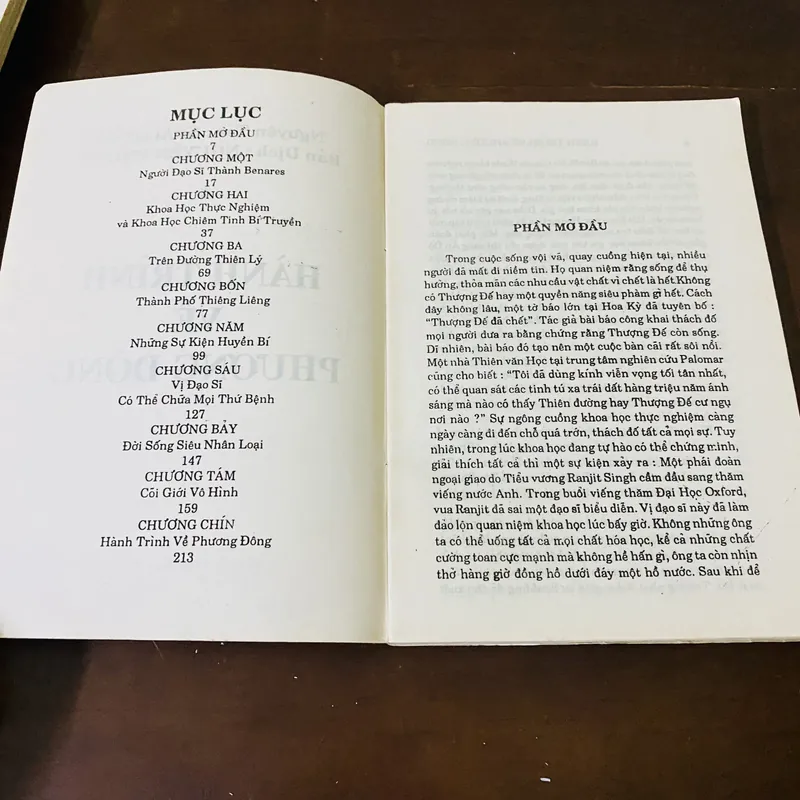 MỤC LỤC
PHẦN MỞ ĐẦU
7
CHƯƠNG MỘT
Người Đạo Sĩ Thành Benares
17
CHƯƠNG HAI
Khoa Học Thực Nghiệm
và Khoa Học Chiêm Tinh Bí Truyền
37
CHƯƠNG BA
Trên Đường Thiên Lý
69
CHƯƠNG BỐN
Thành Phố Thiêng Liêng
77
CHƯƠNG NĂM
Những Sự Kiện Huyền Bí
99
CHƯƠNG SÁU
Vị Đạo Sĩ
Có Thể Chữa Mọi Thứ Bệnh
127
CHƯƠNG BẢY
Đời Sống Siêu Nhân Loại
147
CHƯƠNG TÁM
Cõi Giới Vô Hình
159
CHƯƠNG CHÍN
Hành Trình Về Phương Đông
213
PHẦN MỞ ĐẦU
Trong cuộc sống vội vã, quay cuồng hiện tại, nhiều
người đã mất đi niềm tin. Họ quan niệm rằng sống để thụ
hưởng, thỏa mãn các nhu cầu vật chất vì chết là hết.Không
có Thượng Đế hay một quyền năng siêu phàm gì hết. Cách
đây không lâu, một tờ báo lớn tại Hoa Kỳ đã tuyên bố :
“Thượng Đế đã chết”. Tác giả bài báo công khai thách đố
mọi người đưa ra bằng chứng rằng Thượng Đế còn sống.
Dĩ nhiên, bài báo đó tạo nên một cuộc bàn cãi rất sôi nổi.
Một nhà Thiên văn Học tại trung tâm nghiên cứu Palomar
cũng cho biết : “Tôi đã dùng kính viễn vọng tối tân nhất,
có thể quan sát các tinh tú xa trái đất hàng triệu năm ánh
sáng mà nào có thấy Thiên đường hay Thượng Đế cư ngụ
nơi nào ?” Sự ngông cuồng khoa học thực nghiệm càng
ngày càng đi đến chỗ quá trớn, thách đố tất cả mọi sự. Tuy
nhiên, trong lúc khoa học đang tự hào có thể chứng minh,
giải thích tất cả thì một sự kiện xảy ra : Một phái đoàn
ngoại giao do Tiểu vương Ranjit Singh cầm đầu sang thăm
viếng nước Anh. Trong buổi viếng thăm Đại Học Oxford,
vua Ranjit đã sai một đạo sĩ biểu diễn. Vị đạo sĩ này đã làm
đảo lộn quan niệm khoa học lúc bấy giờ. Không những ông
ta có thể uống tất cả mọi chất hóa học, kể cả những chất
cường toan cực mạnh mà không hề hấn gì, ông ta còn nhịn
thở hàng giờ đồng hồ dưới đáy một hồ nước. Sau khi để